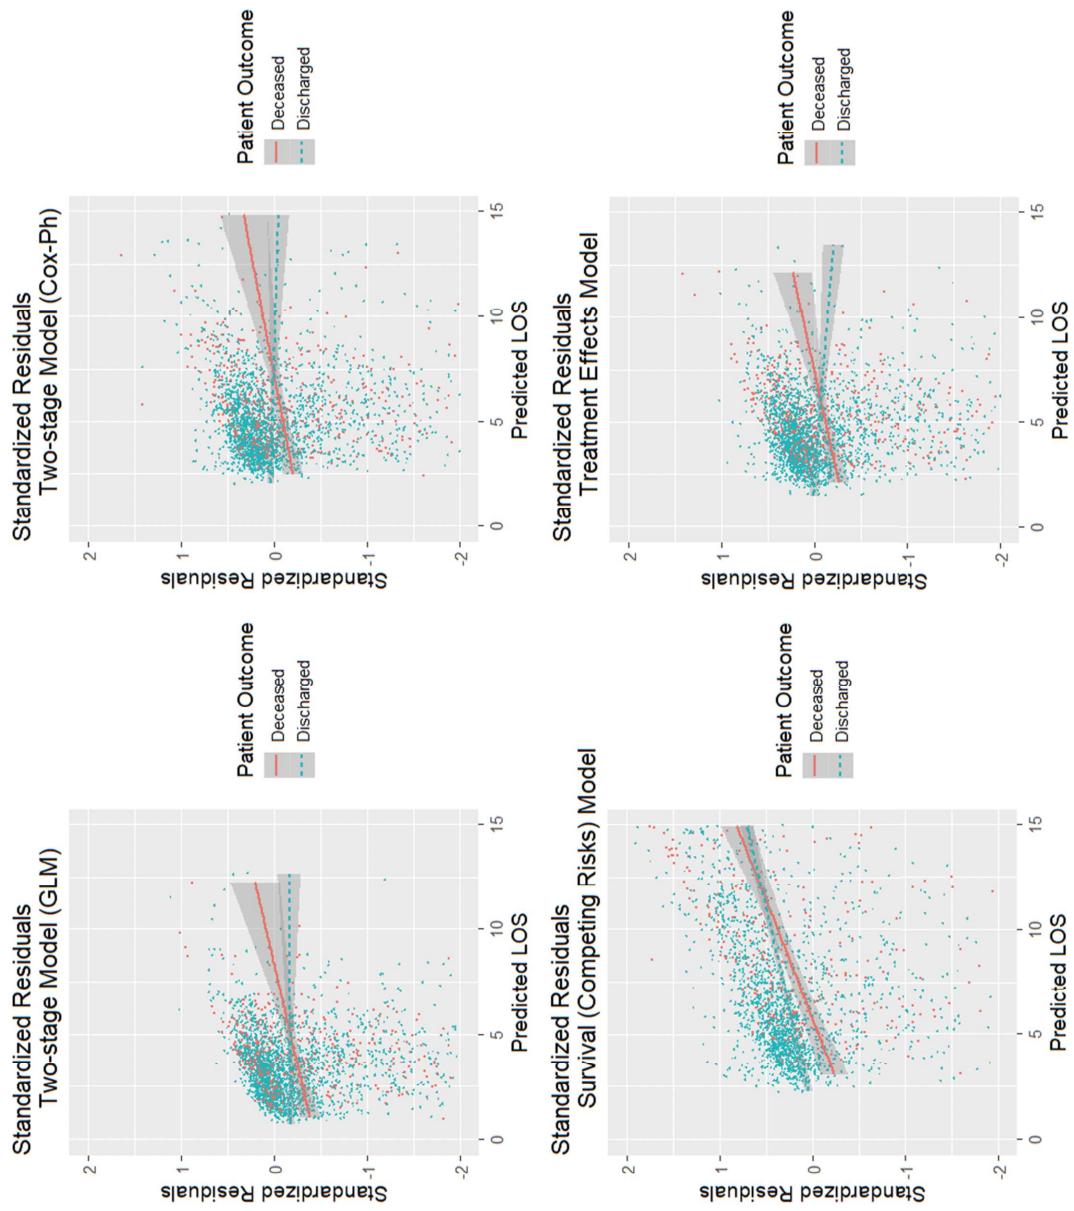 Standardized Residuals
Two-stage Model (GLM)
Standardized Residuals
2
1
0
-1
-2
0
5
10
15
Predicted LOS
Patient Outcome
Deceased
Discharged
Standardized Residuals
Two-stage Model (Cox-Ph)
Standardized Residuals
2
1
0
-1
-2
0
5
10
15
Predicted LOS
Patient Outcome
Deceased
Discharged
Standardized Residuals
Survival (Competing Risks) Model
Standardized Residuals
2
1
0
-1
-2
0
5
10
15
Predicted LOS
Patient Outcome
Deceased
Discharged
Standardized Residuals
Treatment Effects Model
Standardized Residuals
2
1
0
-1
-2
0
5
10
15
Predicted LOS
Patient Outcome
Deceased
Discharged